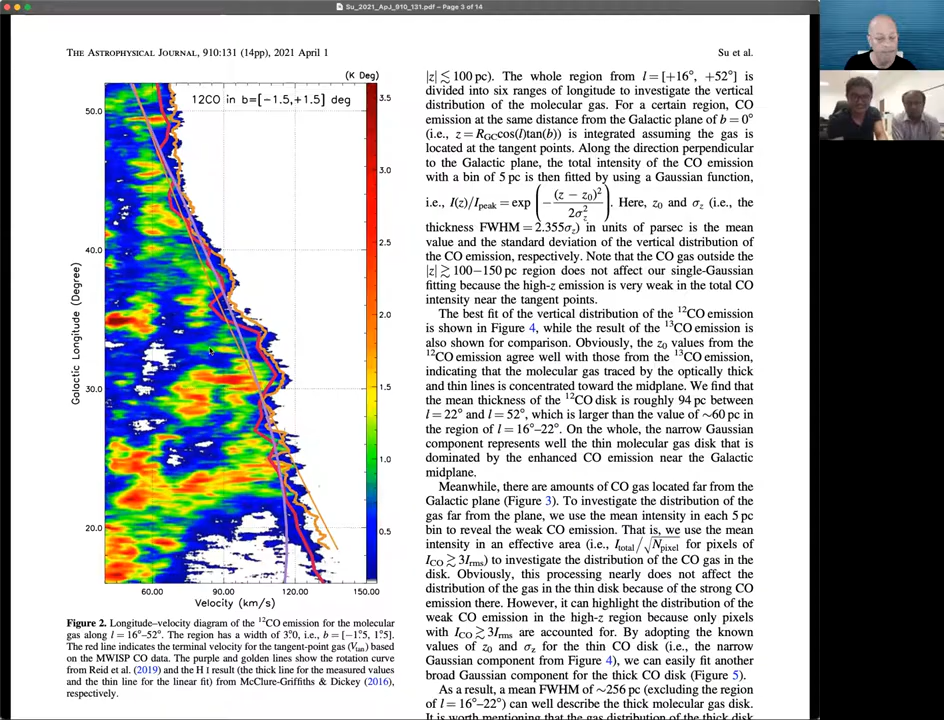 Su_2021_ApJ_910_131.pdf – Page 3 of 14
THE ASTROPHYSICAL JOURNAL, 910:131 (14pp), 2021 April 1
Su et al.
(K Deg)
12CO in b=[-1.5,+1.5] deg
50.0
40.0
30.0
20.0
Galactic Longitude (Degree)
60.00 90.00 120.00 150.00
Velocity (km/s)
3.5
3.0
2.5
2.0
1.5
1.0
0.5
Figure 2. Longitude–velocity diagram of the ¹²CO emission for the molecular
gas along l = 16°–52°. The region has a width of 3°.0, i.e., b = [−1°.5, 1°.5].
The red line indicates the terminal velocity for the tangent-point gas (Vtan) based
on the MWISP CO data. The purple and golden lines show the rotation curve
from Reid et al. (2019) and the H I result (the thick line for the measured values
and the thin line for the linear fit) from McClure-Griffiths & Dickey (2016),
respectively.
|z| ≲ 100 pc). The whole region from l = [+16°, +52°] is
divided into six ranges of longitude to investigate the vertical
distribution of the molecular gas. For a certain region, CO
emission at the same distance from the Galactic plane of b = 0°
(i.e., z = RGCcos(l)tan(b)) is integrated assuming the gas is
located at the tangent points. Along the direction perpendicular
to the Galactic plane, the total intensity of the CO emission
with a bin of 5 pc is then fitted by using a Gaussian function,
i.e., I(z)/Ipeak = exp(−(z − z₀)²/2σz²). Here, z₀ and σz (i.e., the
thickness FWHM = 2.355σz) in units of parsec is the mean
value and the standard deviation of the vertical distribution of
the CO emission, respectively. Note that the CO gas outside the
|z| ≳ 100−150 pc region does not affect our single-Gaussian
fitting because the high-z emission is very weak in the total CO
intensity near the tangent points.
The best fit of the vertical distribution of the ¹²CO emission
is shown in Figure 4, while the result of the ¹³CO emission is
also shown for comparison. Obviously, the z₀ values from the
¹²CO emission agree well with those from the ¹³CO emission,
indicating that the molecular gas traced by the optically thick
and thin lines is concentrated toward the midplane. We find that
the mean thickness of the ¹²CO disk is roughly 94 pc between
l = 22° and l = 52°, which is larger than the value of ~60 pc in
the region of l = 16°–22°. On the whole, the narrow Gaussian
component represents well the thin molecular gas disk that is
dominated by the enhanced CO emission near the Galactic
midplane.
Meanwhile, there are amounts of CO gas located far from the
Galactic plane (Figure 3). To investigate the distribution of the
gas far from the plane, we use the mean intensity in each 5 pc
bin to reveal the weak CO emission. That is, we use the mean
intensity in an effective area (i.e., Itotal/√Npixel for pixels of
ICO ≳ 3Irms) to investigate the distribution of the CO gas in the
disk. Obviously, this processing nearly does not affect the
distribution of the gas in the thin disk because of the strong CO
emission there. However, it can highlight the distribution of the
weak CO emission in the high-z region because only pixels
with ICO ≳ 3Irms are accounted for. By adopting the known
values of z₀ and σz for the thin CO disk (i.e., the narrow
Gaussian component from Figure 4), we can easily fit another
broad Gaussian component for the thick CO disk (Figure 5).
As a result, a mean FWHM of ~256 pc (excluding the region
of l = 16°–22°) can well describe the thick molecular gas disk.
It is worth mentioning that the gas distribution of the thick disk